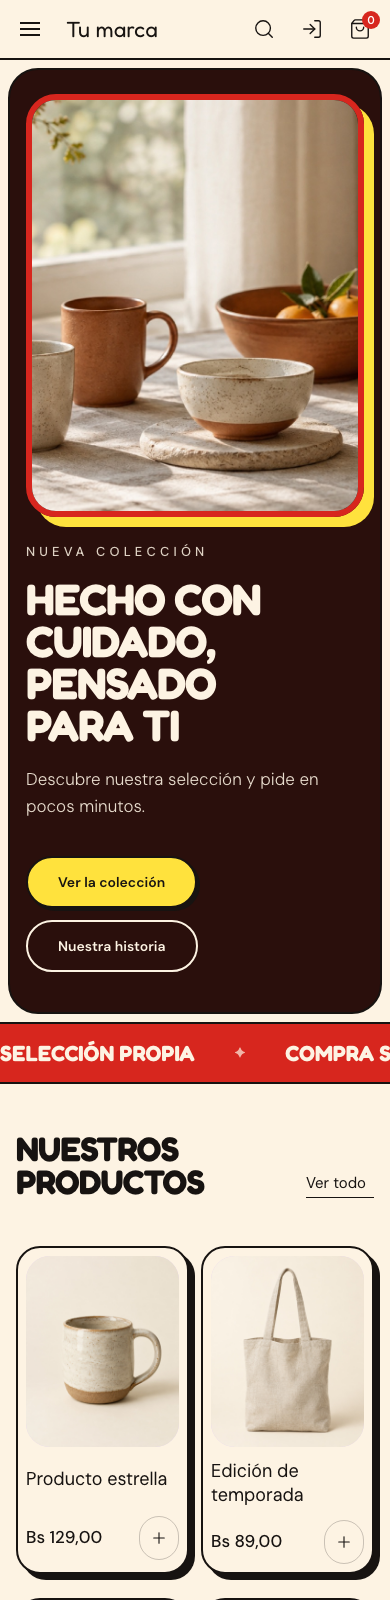 Tu marca
0
NUEVA COLECCIÓN
HECHO CON
CUIDADO,
PENSADO
PARA TI
Descubre nuestra selección y pide en
pocos minutos.
Ver la colección
Nuestra historia
SELECCIÓN PROPIA ✦ COMPRA S
NUESTROS
PRODUCTOS
Ver todo
Producto estrella
Bs 129,00
Edición de
temporada
Bs 89,00